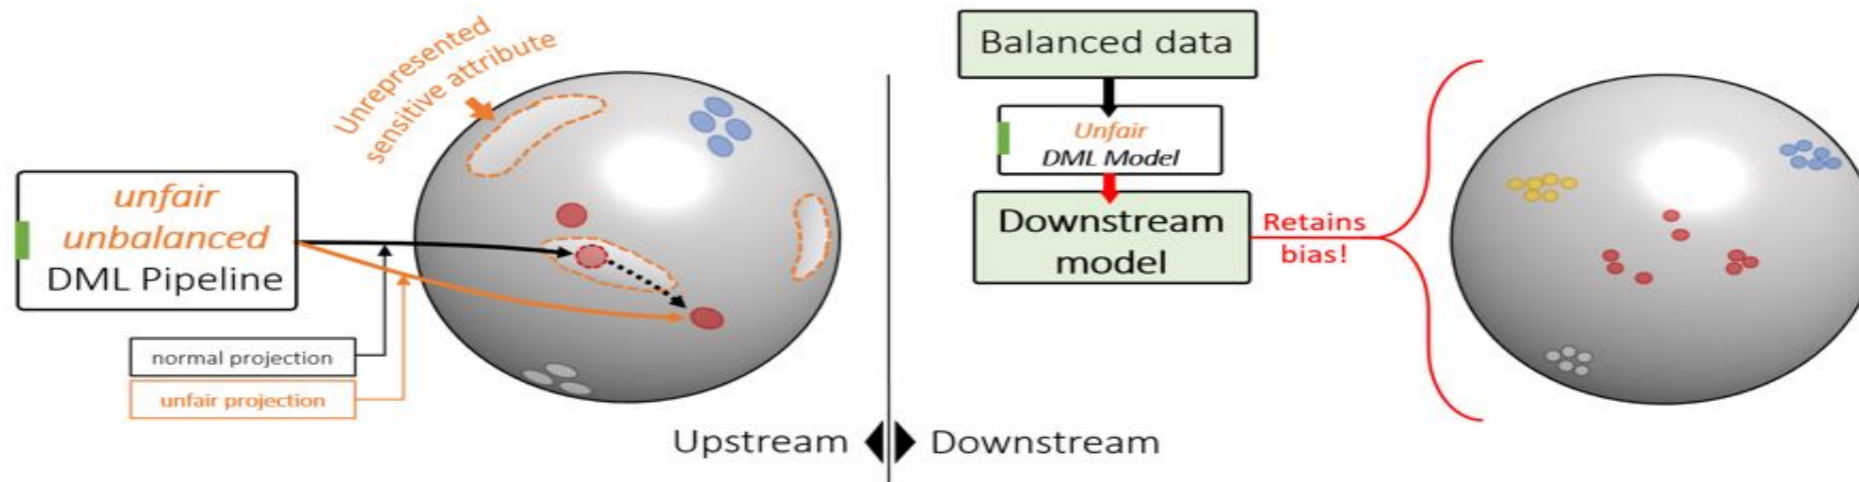 Unrepresented
sensitive attribute
unfair
unbalanced
DML Pipeline
normal projection
unfair projection
Upstream
Downstream
Balanced data
Unfair
DML Model
Downstream
model
Retains
bias!